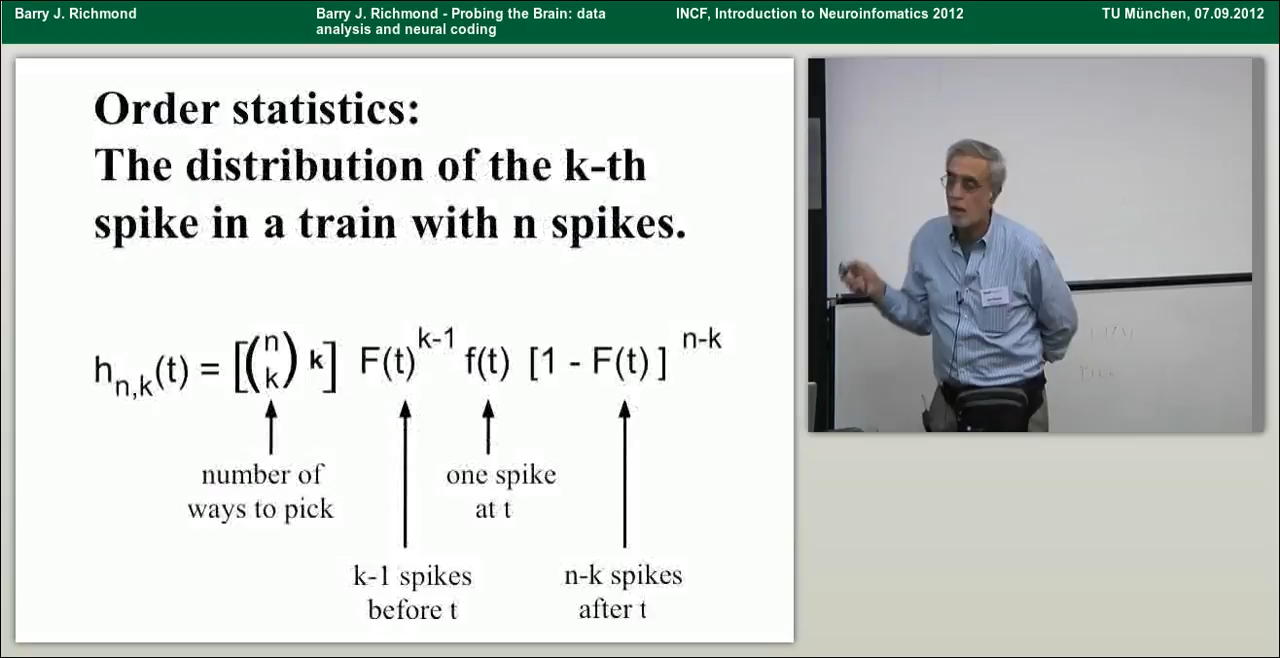 Barry J. Richmond
Barry J. Richmond - Probing the Brain: data
analysis and neural coding
INCF, Introduction to Neuroinfomatics 2012
TU München, 07.09.2012
Order statistics:
The distribution of the k-th
spike in a train with n spikes.
h_{n,k}(t) = [(n k) k] F(t)^{k-1} f(t) [1 - F(t)]^{n-k}
number of
ways to pick
one spike
at t
k-1 spikes
before t
n-k spikes
after t